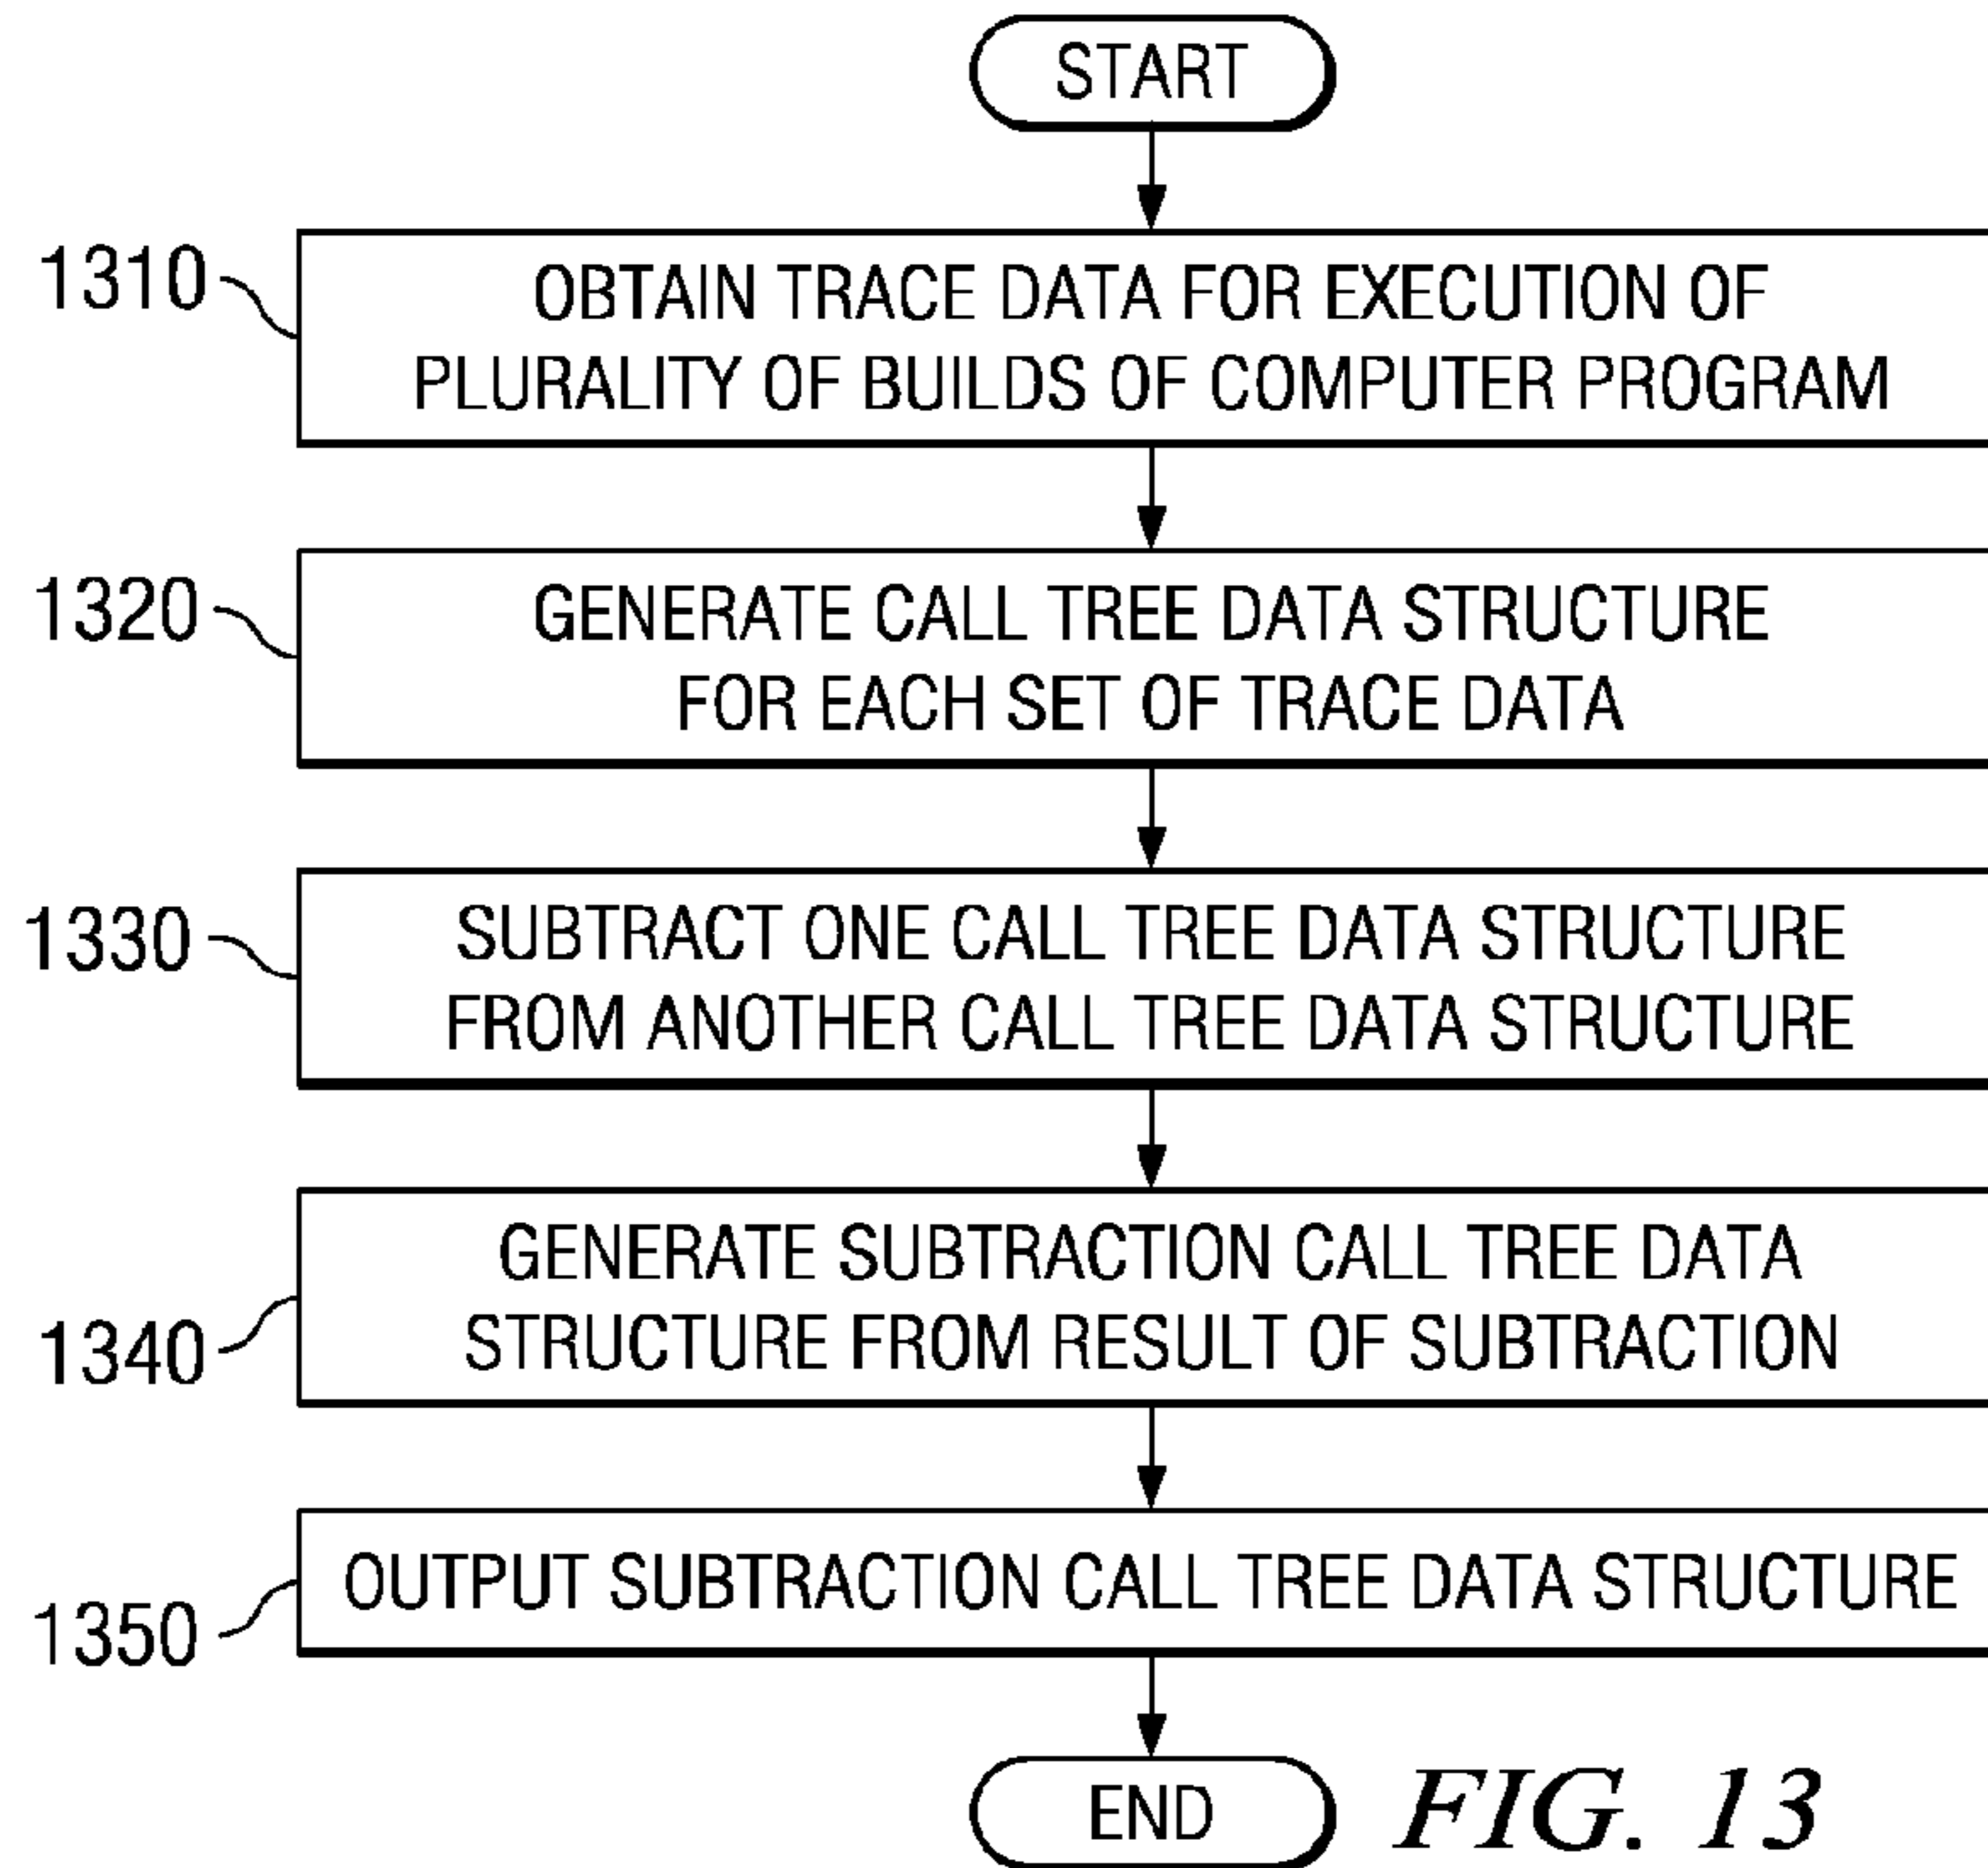 START
1310
OBTAIN TRACE DATA FOR EXECUTION OF
PLURALITY OF BUILDS OF COMPUTER PROGRAM
1320
GENERATE CALL TREE DATA STRUCTURE
FOR EACH SET OF TRACE DATA
1330
SUBTRACT ONE CALL TREE DATA STRUCTURE
FROM ANOTHER CALL TREE DATA STRUCTURE
1340
GENERATE SUBTRACTION CALL TREE DATA
STRUCTURE FROM RESULT OF SUBTRACTION
1350
OUTPUT SUBTRACTION CALL TREE DATA STRUCTURE
END
FIG. 13